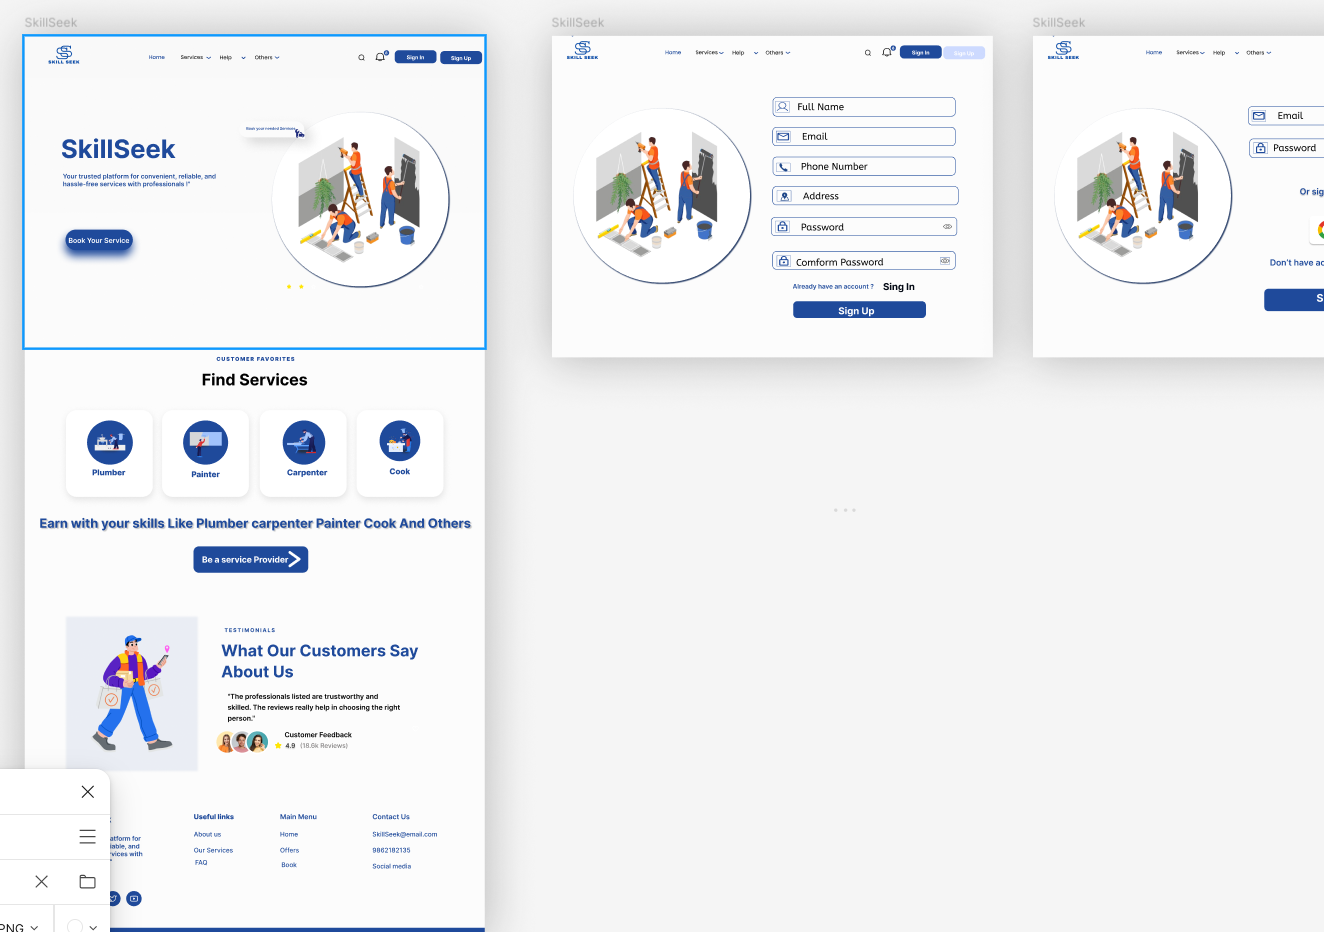 SkillSeek
SKILL SEEK
Home
Services
Help
Others
Sign In
Sign Up
Book your needed Services
SkillSeek
Your trusted platform for convenient, reliable, and
hassle-free services with professionals !"
Book Your Service
CUSTOMER FAVORITES
Find Services
Plumber
Painter
Carpenter
Cook
Earn with your skills Like Plumber carpenter Painter Cook And Others
Be a service Provider
TESTIMONIALS
What Our Customers Say
About Us
"The professionals listed are trustworthy and
skilled. The reviews really help in choosing the right
person."
Customer Feedback
4.9 (18.6k Reviews)
atform for
iable, and
vices with
Useful links
About us
Our Services
FAQ
Main Menu
Home
Offers
Book
Contact Us
SkillSeek@email.com
9862182135
Social media
PNG
SkillSeek
SKILL SEEK
Home
Services
Help
Others
Sign In
Sign Up
Full Name
Email
Phone Number
Address
Password
Comform Password
Already have an account ? Sing In
Sign Up
SkillSeek
SKILL SEEK
Home
Services
Help
Others
Email
Password
Or sig
Don't have ac
S